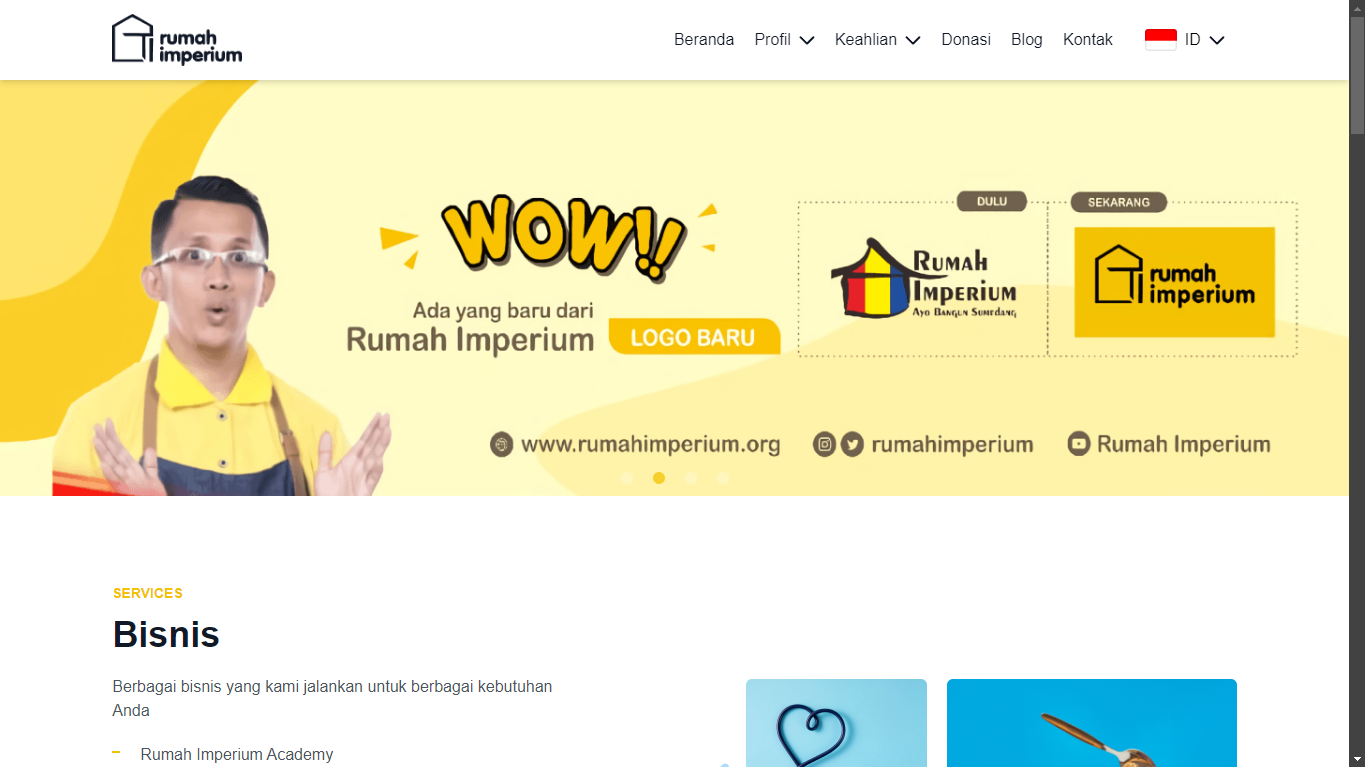 rumah
imperium
Beranda Profil Keahlian Donasi Blog Kontak ID
WOW!!
Ada yang baru dari
Rumah Imperium
LOGO BARU
DULU
Rumah
Imperium
Ayo Bangun Sumedang
SEKARANG
rumah
imperium
www.rumahimperium.org rumahimperium Rumah Imperium
SERVICES
Bisnis
Berbagai bisnis yang kami jalankan untuk berbagai kebutuhan
Anda
Rumah Imperium Academy